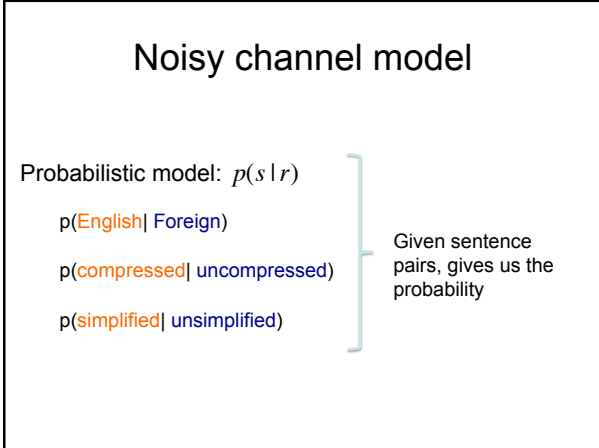 Noisy channel model
Probabilistic model: p(s|r)
p(English| Foreign)
p(compressed| uncompressed)
p(simplified| unsimplified)
Given sentence
pairs, gives us the
probability